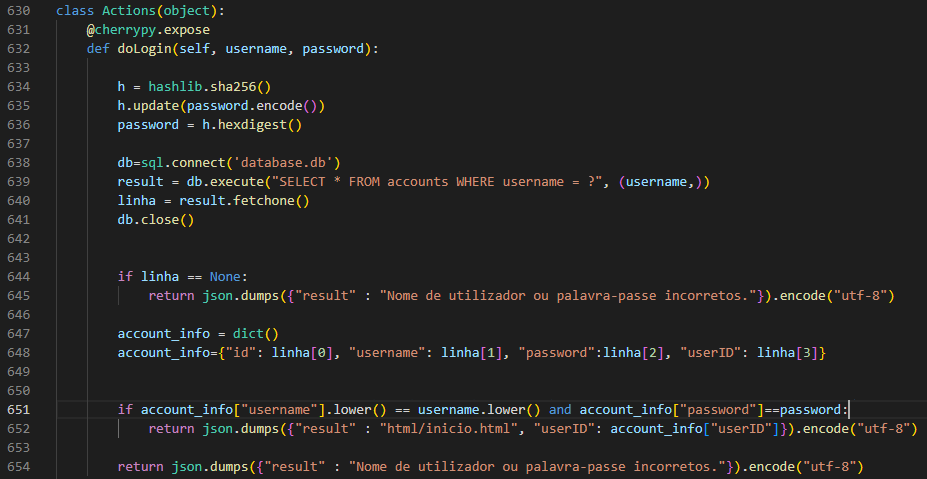 630 class Actions(object):
631     @cherrypy.expose
632     def doLogin(self, username, password):
633
634         h = hashlib.sha256()
635         h.update(password.encode())
636         password = h.hexdigest()
637
638         db=sql.connect('database.db')
639         result = db.execute("SELECT * FROM accounts WHERE username = ?", (username,))
640         linha = result.fetchone()
641         db.close()
642
643
644         if linha == None:
645             return json.dumps({"result" : "Nome de utilizador ou palavra-passe incorretos."}).encode("utf-8")
646
647         account_info = dict()
648         account_info={"id": linha[0], "username": linha[1], "password":linha[2], "userID": linha[3]}
649
650
651         if account_info["username"].lower() == username.lower() and account_info["password"]==password:
652             return json.dumps({"result" : "html/inicio.html", "userID": account_info["userID"]}).encode("utf-8")
653
654         return json.dumps({"result" : "Nome de utilizador ou palavra-passe incorretos."}).encode("utf-8")